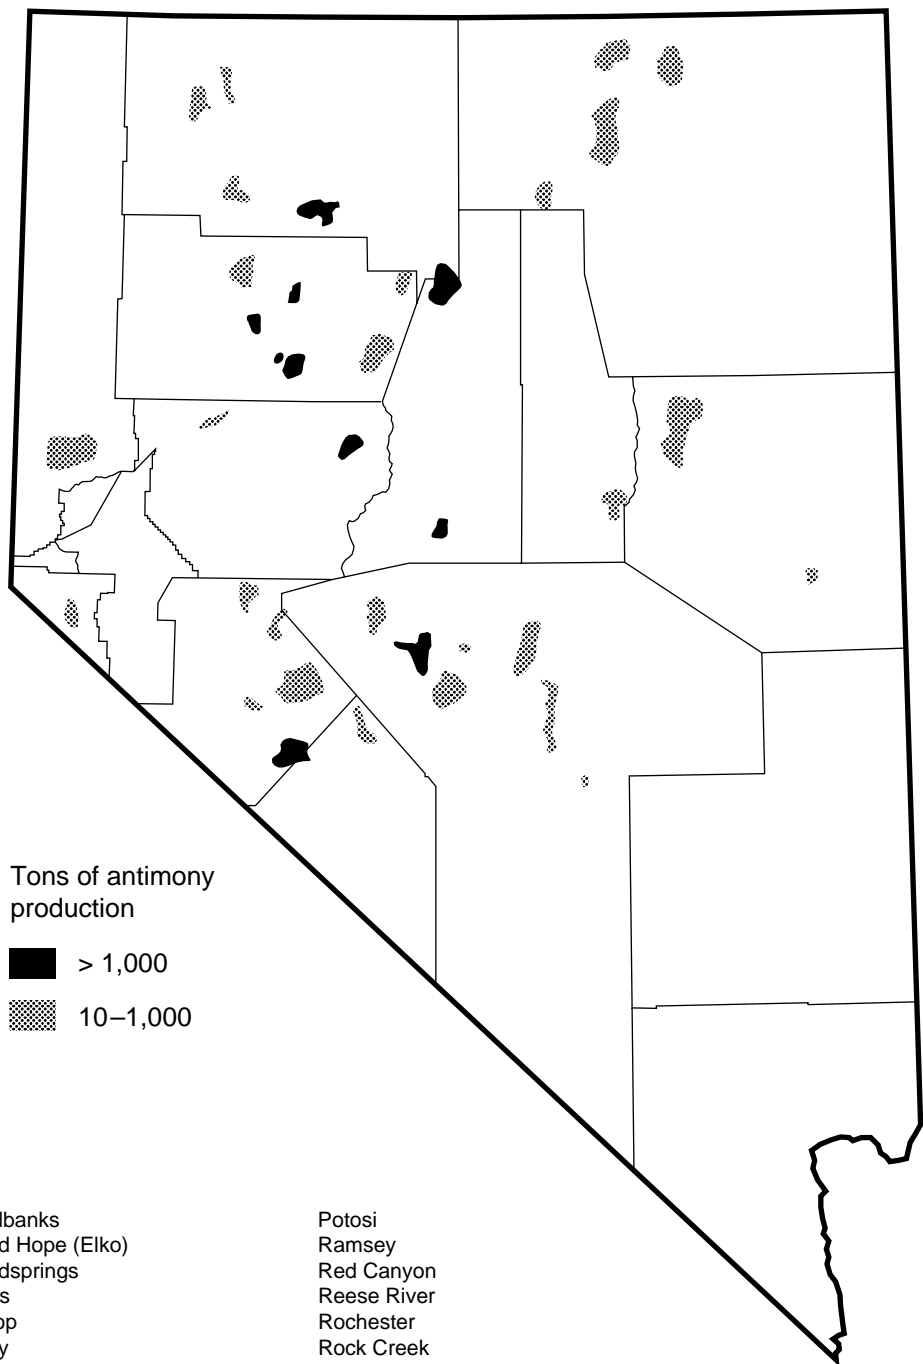 Tons of antimony
production
> 1,000
10–1,000
lbanks
d Hope (Elko)
dsprings
s
op
y
Potosi
Ramsey
Red Canyon
Reese River
Rochester
Rock Creek